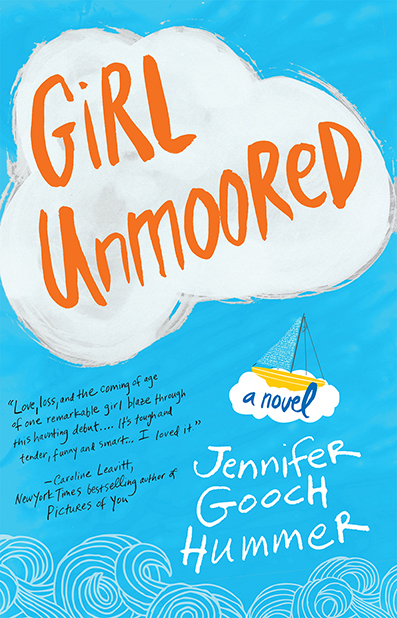 GiRL
UnmooReD
a novel
"Love, loss, and the coming of age
of one remarkable girl blaze through
this haunting debut.... It's tough and
tender, funny and smart... I loved it"
—Caroline Leavitt,
New York Times bestselling author of
Pictures of You
JenniFeR
GoocH
HummeR